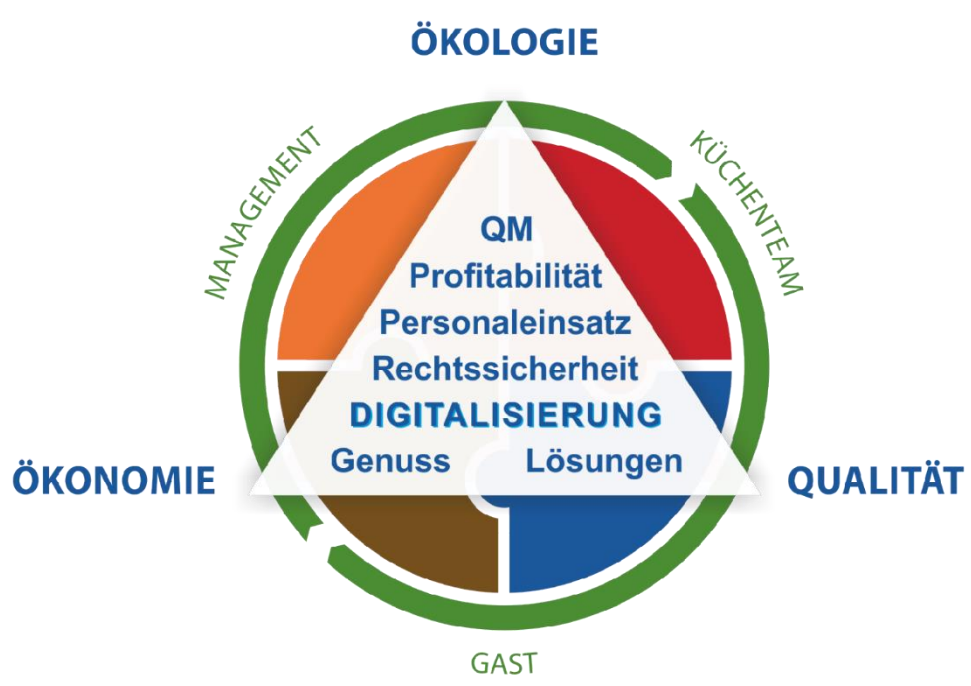 ÖKOLOGIE
MANAGEMENT
KÜCHENTEAM
QM
Profitabilität
Personaleinsatz
Rechtssicherheit
DIGITALISIERUNG
Genuss Lösungen
ÖKONOMIE
QUALITÄT
GAST